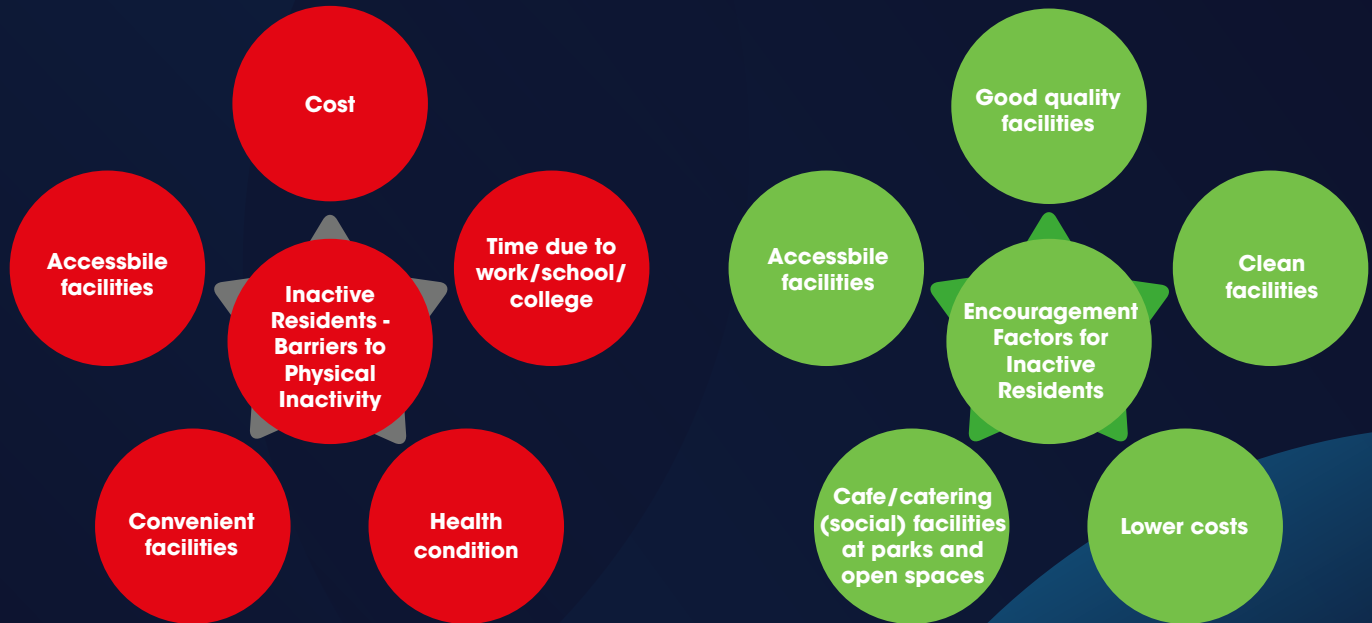 Cost
Time due to
work/school/
college
Health
condition
Convenient
facilities
Accessbile
facilities
Inactive
Residents -
Barriers to
Physical
Inactivity
Good quality
facilities
Clean
facilities
Lower costs
Cafe/catering
(social) facilities
at parks and
open spaces
Accessbile
facilities
Encouragement
Factors for
Inactive
Residents